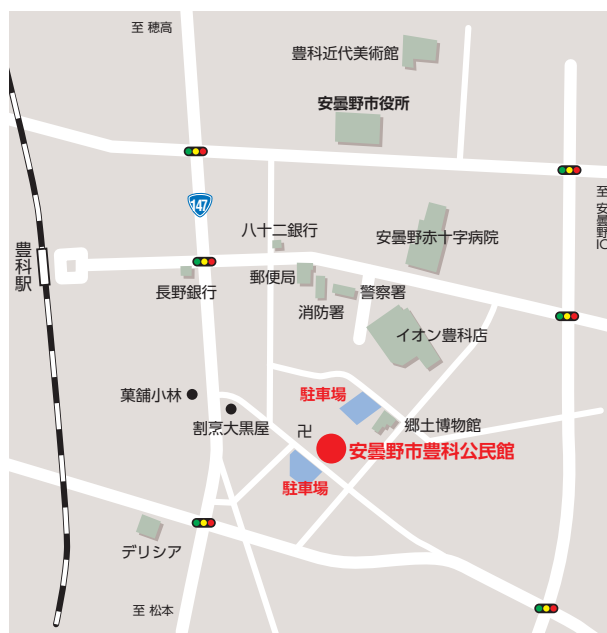 至 穂高
豊科近代美術館
安曇野市役所
147
至 安曇野IC
八十二銀行
安曇野赤十字病院
豊科駅
長野銀行
郵便局
警察署
消防署
イオン豊科店
菓舗小林
駐車場
割烹大黒屋
卍
郷土博物館
安曇野市豊科公民館
駐車場
デリシア
至 松本